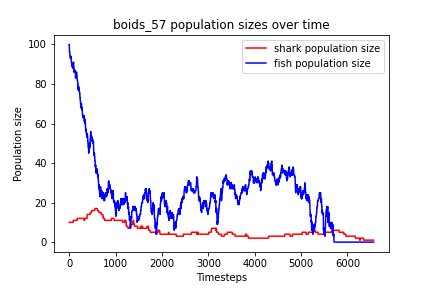 boids_57 population sizes over time
shark population size
fish population size
Population size
100
80
60
40
20
0
0 1000 2000 3000 4000 5000 6000
Timesteps